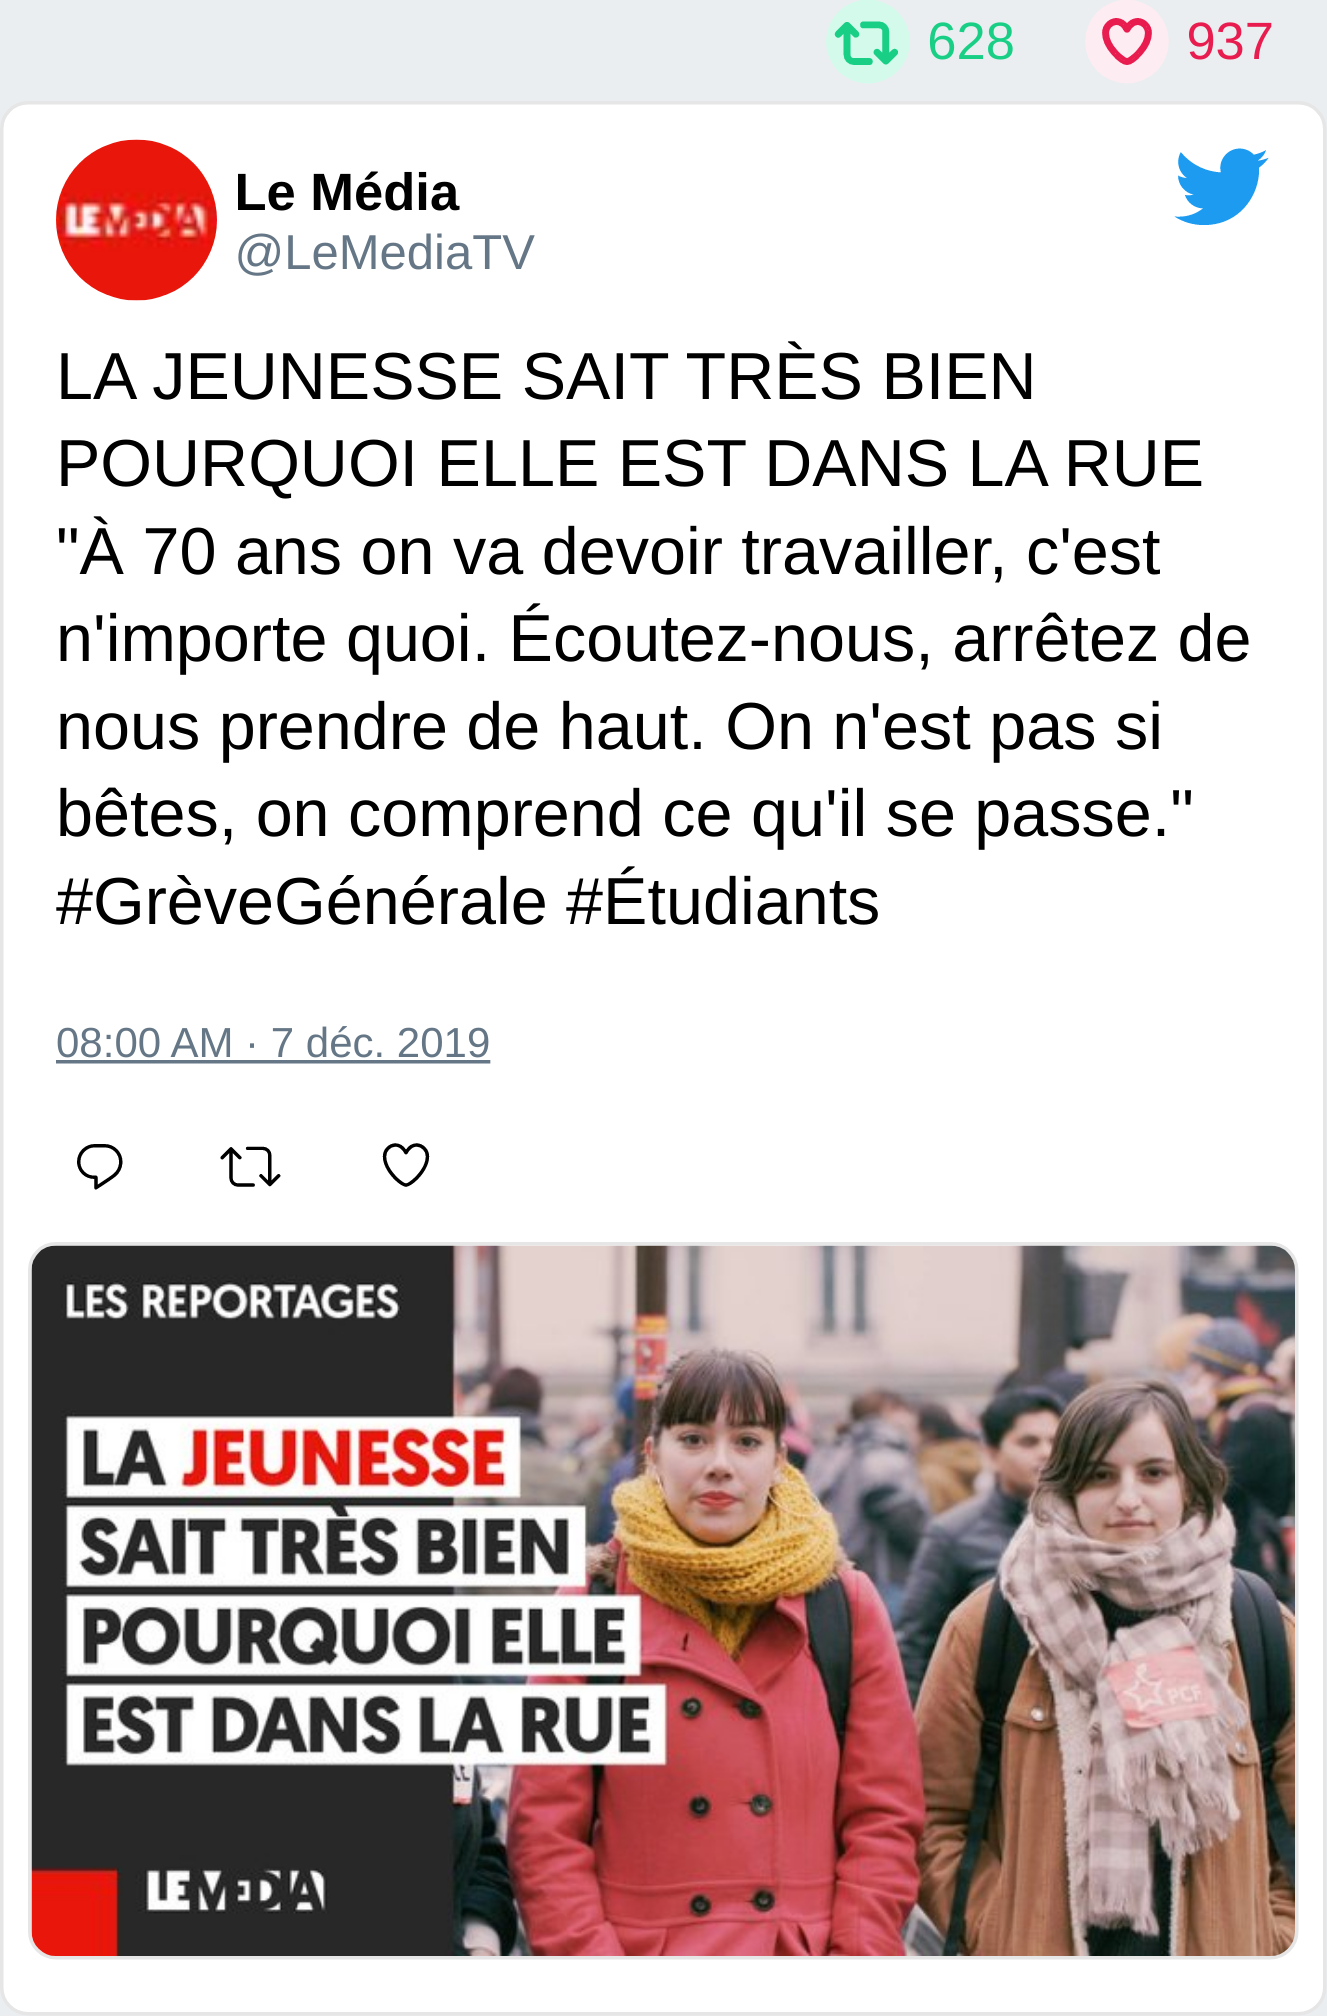 628 937
LE MEDIA
Le Média
@LeMediaTV
LA JEUNESSE SAIT TRÈS BIEN
POURQUOI ELLE EST DANS LA RUE
"À 70 ans on va devoir travailler, c'est
n'importe quoi. Écoutez-nous, arrêtez de
nous prendre de haut. On n'est pas si
bêtes, on comprend ce qu'il se passe."
#GrèveGénérale #Étudiants
08:00 AM · 7 déc. 2019
LES REPORTAGES
LA JEUNESSE
SAIT TRÈS BIEN
POURQUOI ELLE
EST DANS LA RUE
PCF
LE MEDIA